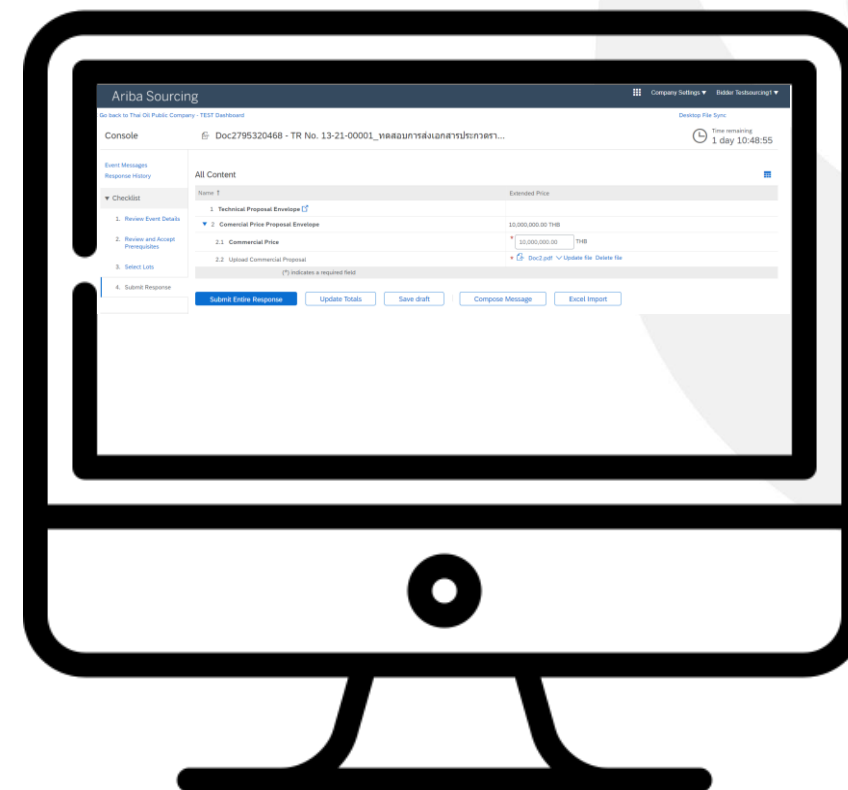 Ariba Sourcing
Company Settings ▼ Bidder Testsourcing1 ▼
Go back to Thai Oil Public Company - TEST Dashboard
Desktop File Sync
Console
Doc2795320468 - TR No. 13-21-00001_ทดสอบการส่งเอกสารประกวดรา...
Time remaining
1 day 10:48:55
Event Messages
Response History
▼ Checklist
1. Review Event Details
2. Review and Accept Prerequisites
3. Select Lots
4. Submit Response
All Content
Name ↑ Extended Price
1 Technical Proposal Envelope
▼ 2 Comercial Price Proposal Envelope 10,000,000.00 THB
2.1 Commercial Price * 10,000,000.00 THB
2.2 Upload Commercial Proposal * Doc2.pdf Update file Delete file
(*) indicates a required field
Submit Entire Response Update Totals Save draft Compose Message Excel Import